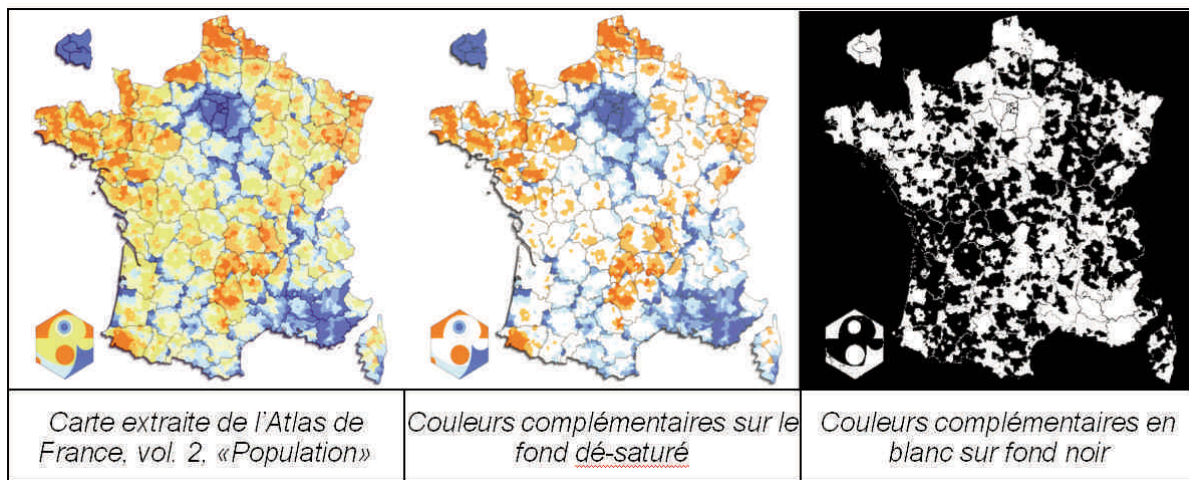 Carte extraite de l'Atlas de
France, vol. 2, «Population»
Couleurs complémentaires sur le
fond dé-saturé
Couleurs complémentaires en
blanc sur fond noir